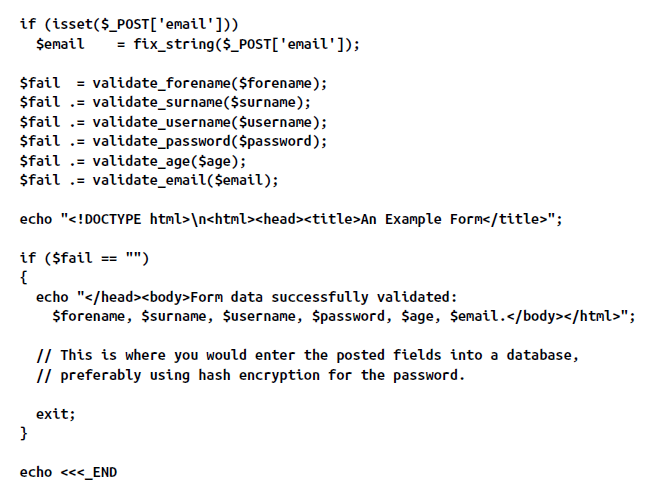 if (isset($_POST['email']))
  $email    = fix_string($_POST['email']);

$fail  = validate_forename($forename);
$fail .= validate_surname($surname);
$fail .= validate_username($username);
$fail .= validate_password($password);
$fail .= validate_age($age);
$fail .= validate_email($email);

echo "<!DOCTYPE html>\n<html><head><title>An Example Form</title>";

if ($fail == "")
{
  echo "</head><body>Form data successfully validated:
    $forename, $surname, $username, $password, $age, $email.</body></html>";

  // This is where you would enter the posted fields into a database,
  // preferably using hash encryption for the password.

  exit;
}

echo <<<_END